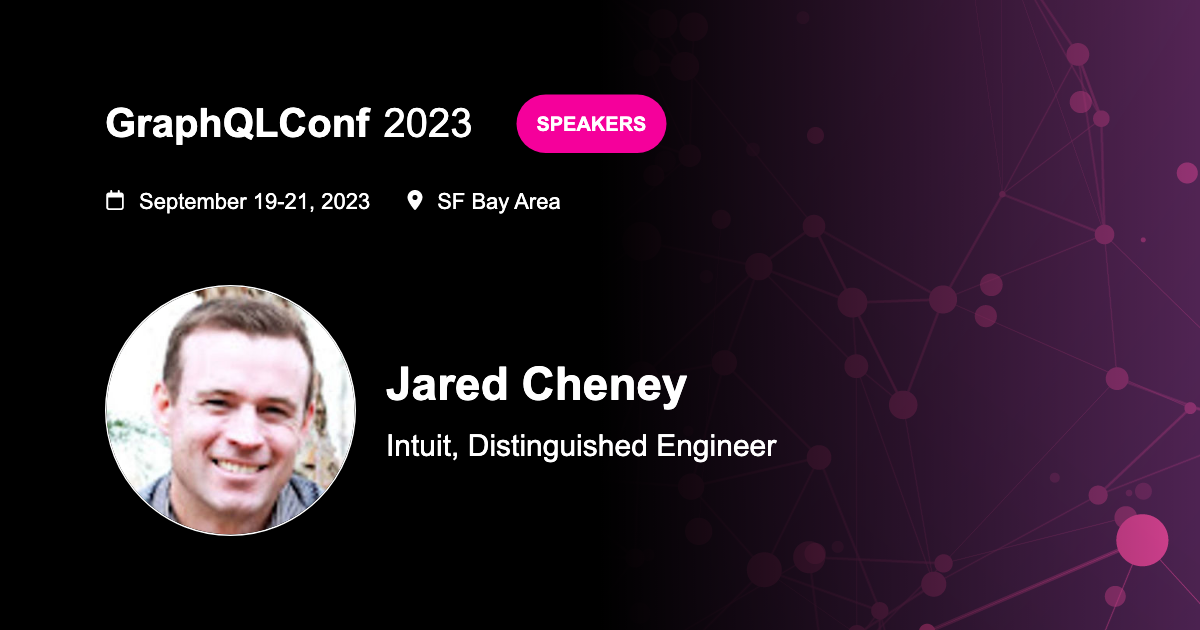 GraphQLConf 2023 SPEAKERS
September 19-21, 2023 SF Bay Area
Jared Cheney
Intuit, Distinguished Engineer